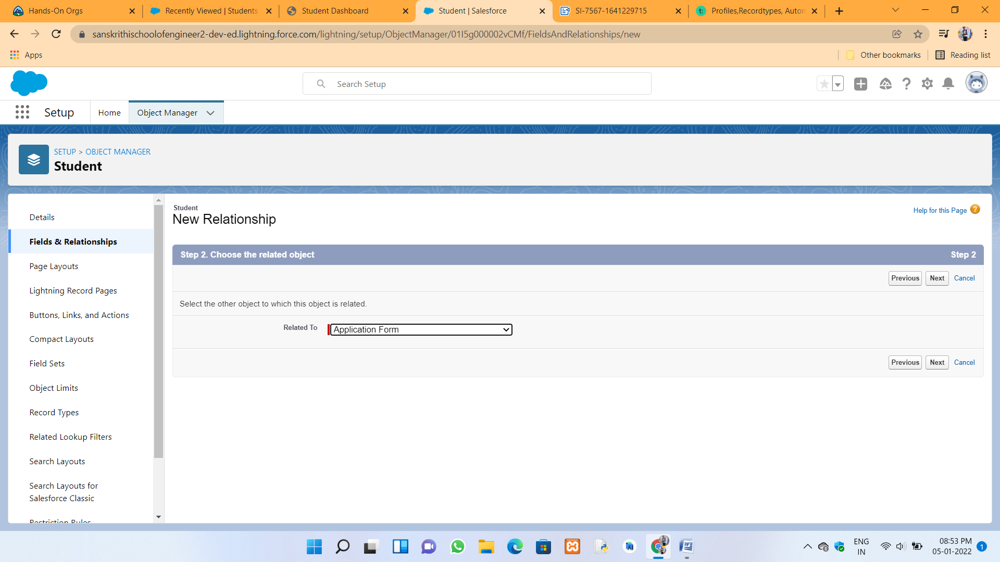 Hands-On Orgs
Recently Viewed | Students
Student Dashboard
Student | Salesforce
SI-7567-1641229715
Profiles,Recordtypes, Autom
sanskrithischoolofengineer2-dev-ed.lightning.force.com/lightning/setup/ObjectManager/01I5g000002vCMf/FieldsAndRelationships/new
Apps
Other bookmarks
Reading list
Search Setup
Setup
Home
Object Manager
SETUP > OBJECT MANAGER
Student
Details
Fields & Relationships
Page Layouts
Lightning Record Pages
Buttons, Links, and Actions
Compact Layouts
Field Sets
Object Limits
Record Types
Related Lookup Filters
Search Layouts
Search Layouts for
Salesforce Classic
Restriction Rules
Student
New Relationship
Help for this Page
Step 2. Choose the related object
Step 2
Previous Next Cancel
Select the other object to which this object is related.
Related To
Application Form
Previous Next Cancel
ENG
IN
08:53 PM
05-01-2022
1